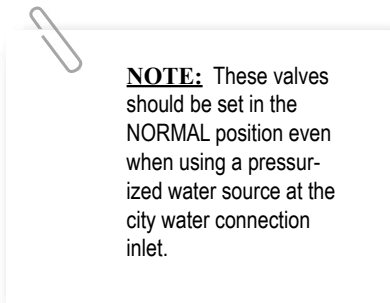 NOTE: These valves
should be set in the
NORMAL position even
when using a pressur-
ized water source at the
city water connection
inlet.